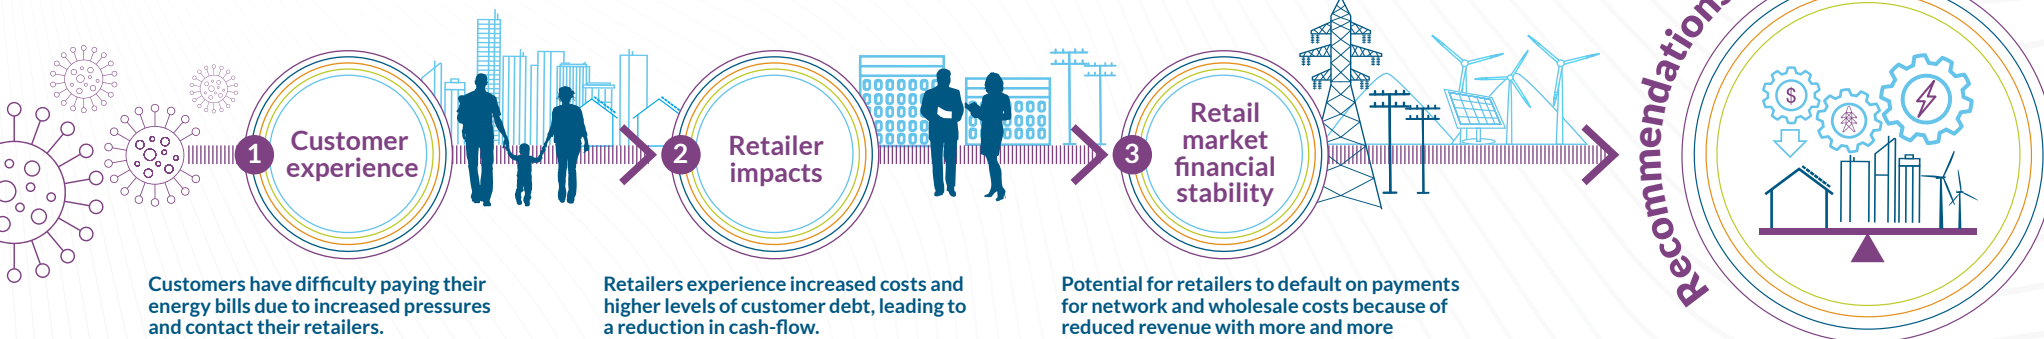 1
Customer
experience
Customers have difficulty paying their
energy bills due to increased pressures
and contact their retailers.
2
Retailer
impacts
Retailers experience increased costs and
higher levels of customer debt, leading to
a reduction in cash-flow.
3
Retail
market
financial
stability
Potential for retailers to default on payments
for network and wholesale costs because of
reduced revenue with more and more
Recommendations
$